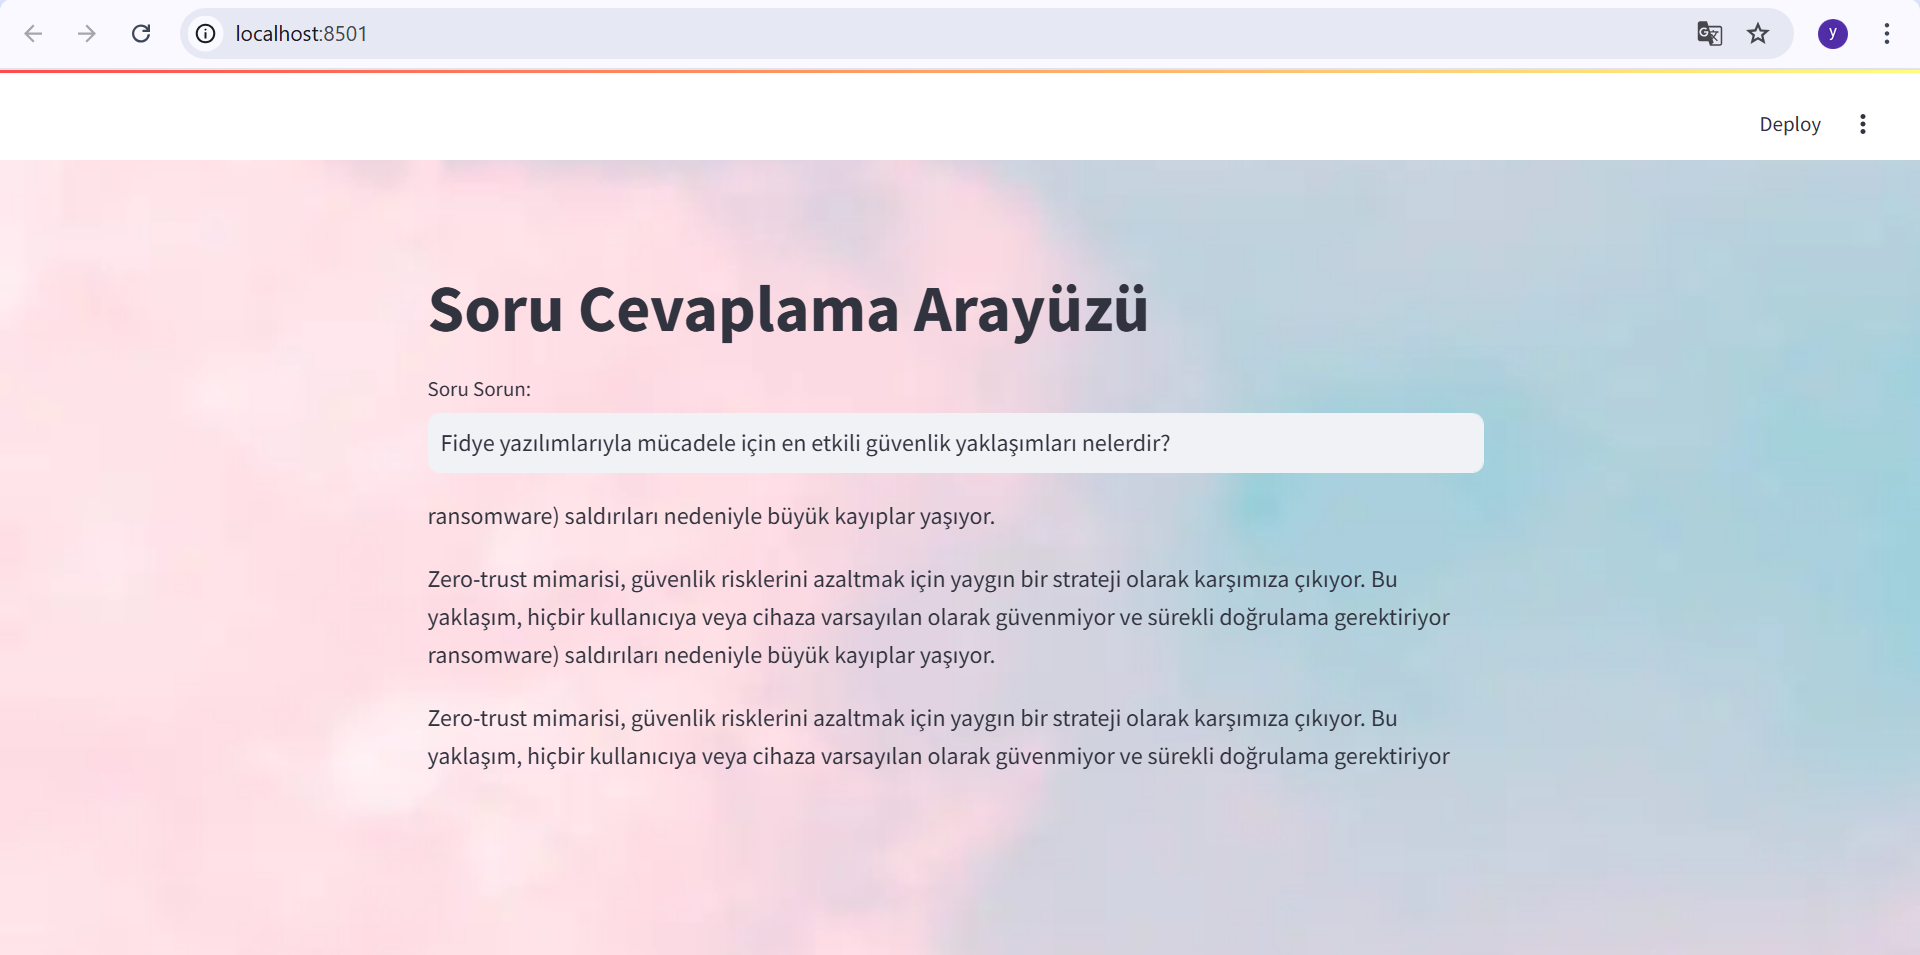 localhost:8501
y
Deploy
Soru Cevaplama Arayüzü
Soru Sorun:
Fidye yazılımlarıyla mücadele için en etkili güvenlik yaklaşımları nelerdir?
ransomware) saldırıları nedeniyle büyük kayıplar yaşıyor.
Zero-trust mimarisi, güvenlik risklerini azaltmak için yaygın bir strateji olarak karşımıza çıkıyor. Bu
yaklaşım, hiçbir kullanıcıya veya cihaza varsayılan olarak güvenmiyor ve sürekli doğrulama gerektiriyor
ransomware) saldırıları nedeniyle büyük kayıplar yaşıyor.
Zero-trust mimarisi, güvenlik risklerini azaltmak için yaygın bir strateji olarak karşımıza çıkıyor. Bu
yaklaşım, hiçbir kullanıcıya veya cihaza varsayılan olarak güvenmiyor ve sürekli doğrulama gerektiriyor